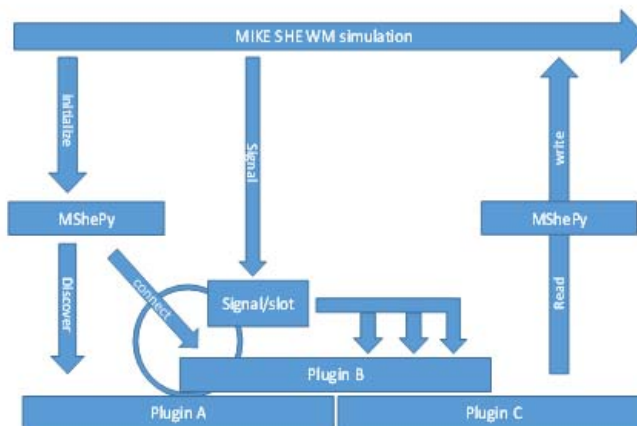 MIKE SHE WM simulation
initialize
Signal
write
MShePy
MShePy
Discover
connect
Signal/slot
Read
Plugin B
Plugin A
Plugin C